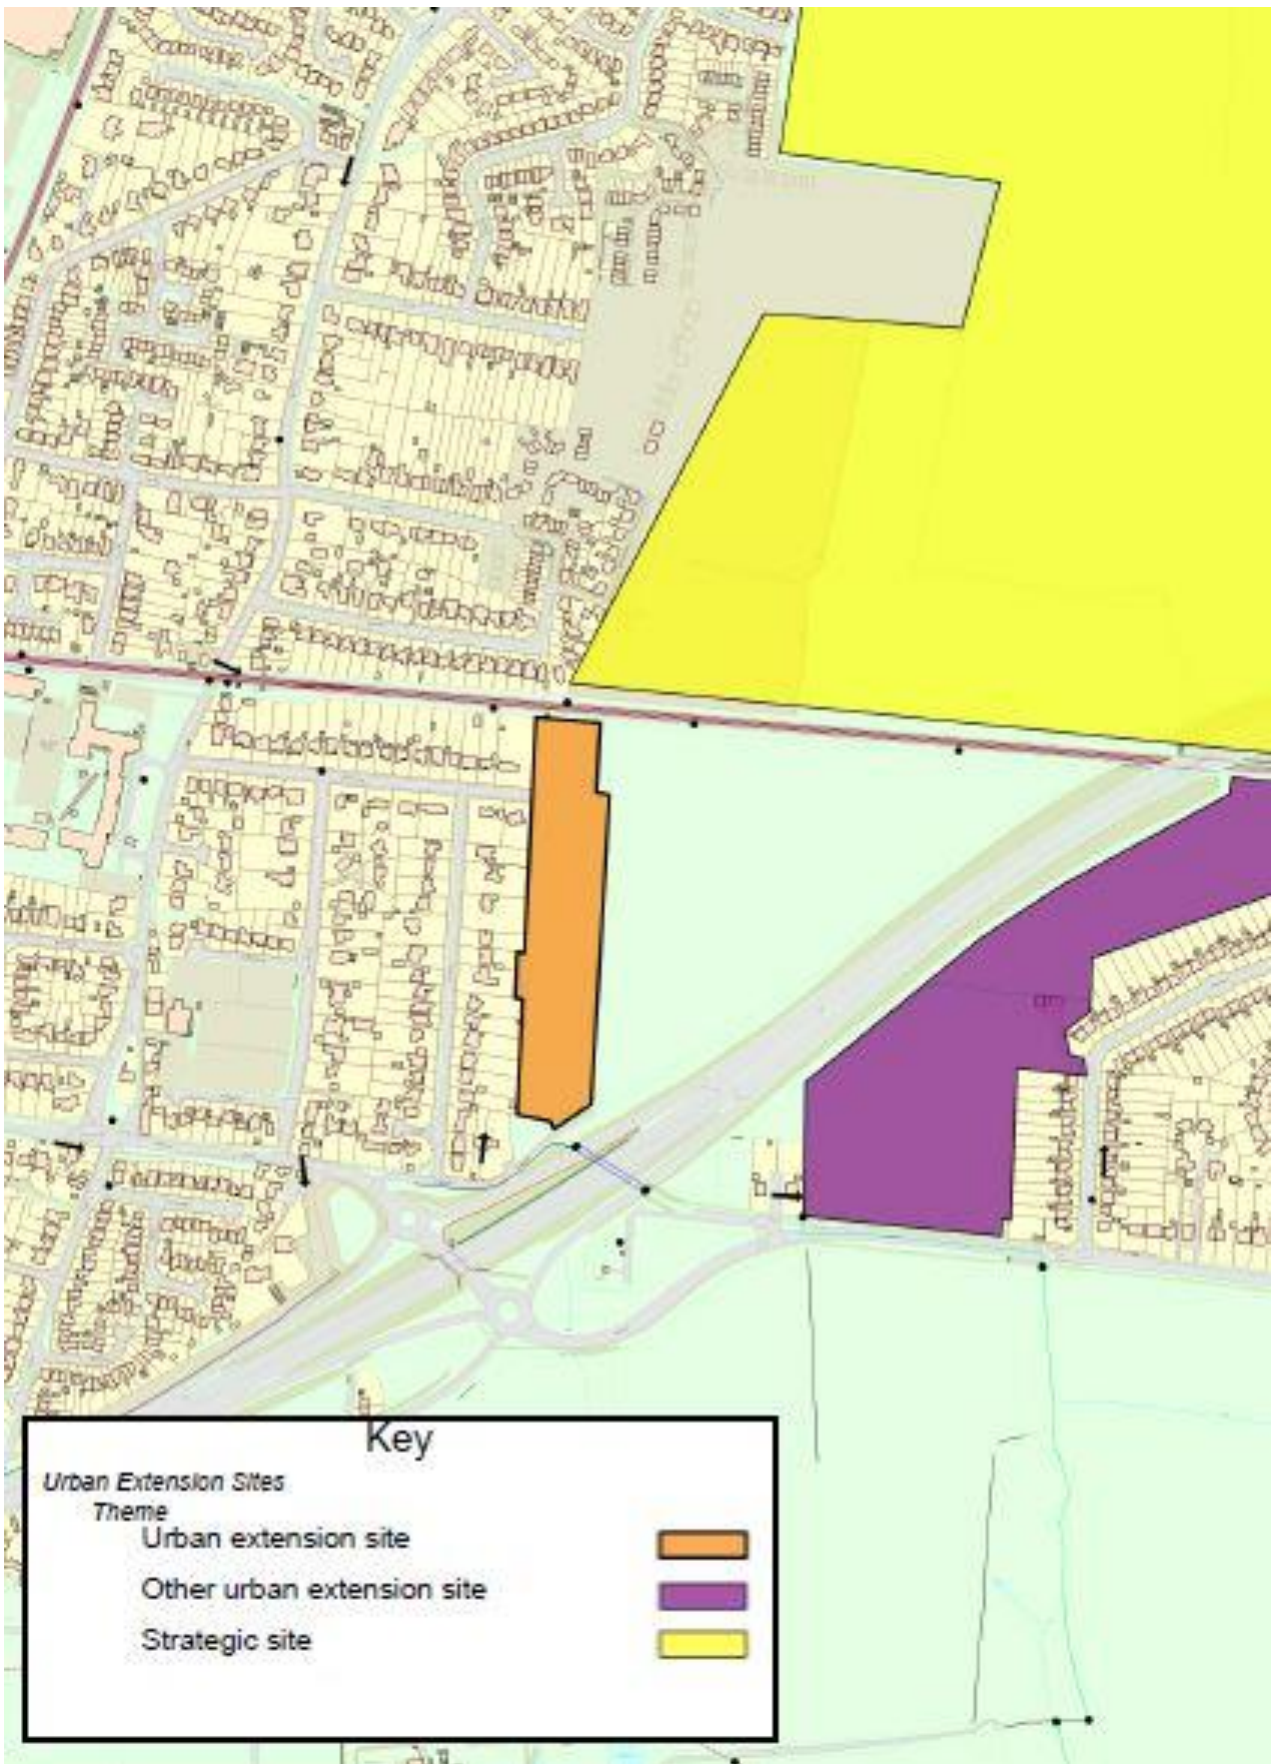 Key
Urban Extension Sites
Theme
Urban extension site
Other urban extension site
Strategic site